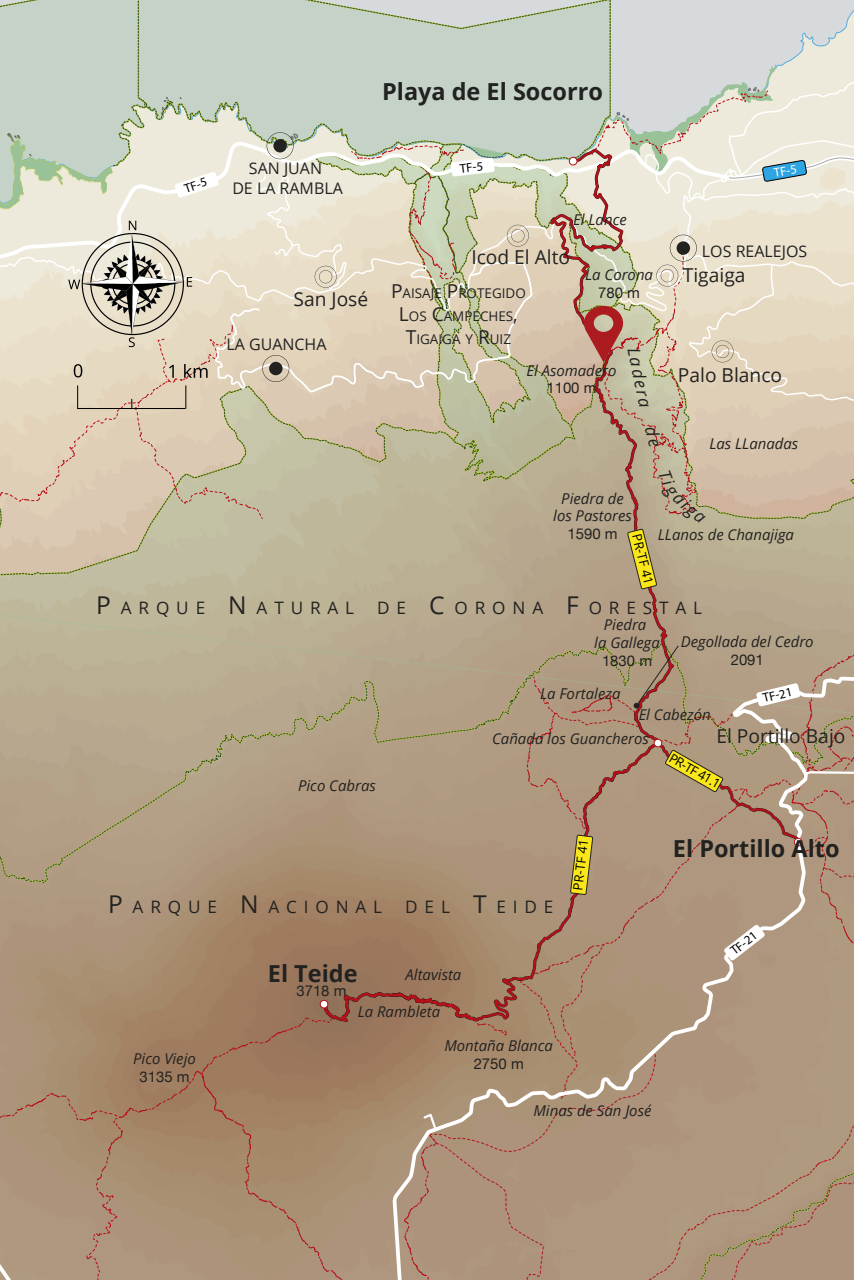 Playa de El Socorro
TF-5
SAN JUAN
DE LA RAMBLA
TF-5
TF-5
El Lance
N
W
E
S
Icod El Alto
LOS REALEJOS
La Corona
780 m
Tigaiga
San José
PAISAJE PROTEGIDO
LOS CAMPECHES,
TIGAIGA Y RUIZ
LA GUANCHA
0
1 km
El Asomadero
1100 m
Ladera de Tigaiga
Palo Blanco
Las LLanadas
Piedra de
los Pastores
1590 m
LLanos de Chanajiga
PR-TF 41
PARQUE NATURAL DE CORONA FORESTAL
Piedra
la Gallega
1830 m
Degollada del Cedro
2091
La Fortaleza
TF-21
El Cabezón
Cañada los Guancheros
El Portillo Bajo
PR-TF 41.1
Pico Cabras
PR-TF 41
El Portillo Alto
PARQUE NACIONAL DEL TEIDE
TF-21
El Teide
3718 m
Altavista
La Rambleta
Montaña Blanca
2750 m
Pico Viejo
3135 m
Minas de San José